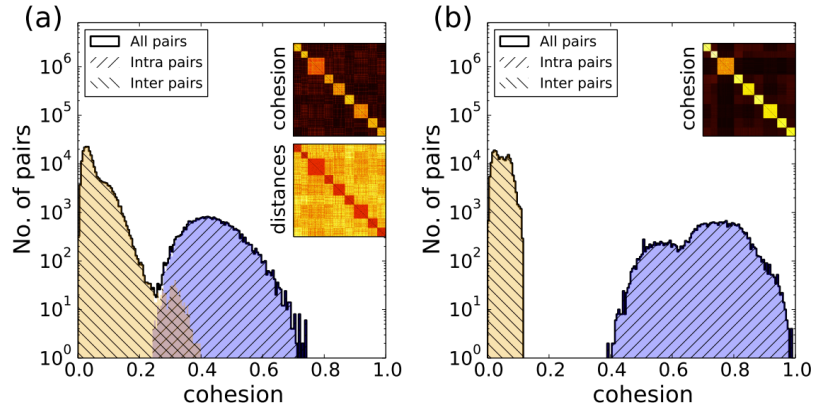 (a)
All pairs
Intra pairs
Inter pairs
cohesion
distances
No. of pairs
10^6
10^5
10^4
10^3
10^2
10^1
10^0
0.0 0.2 0.4 0.6 0.8 1.0
cohesion
(b)
All pairs
Intra pairs
Inter pairs
cohesion
No. of pairs
10^6
10^5
10^4
10^3
10^2
10^1
10^0
0.0 0.2 0.4 0.6 0.8 1.0
cohesion